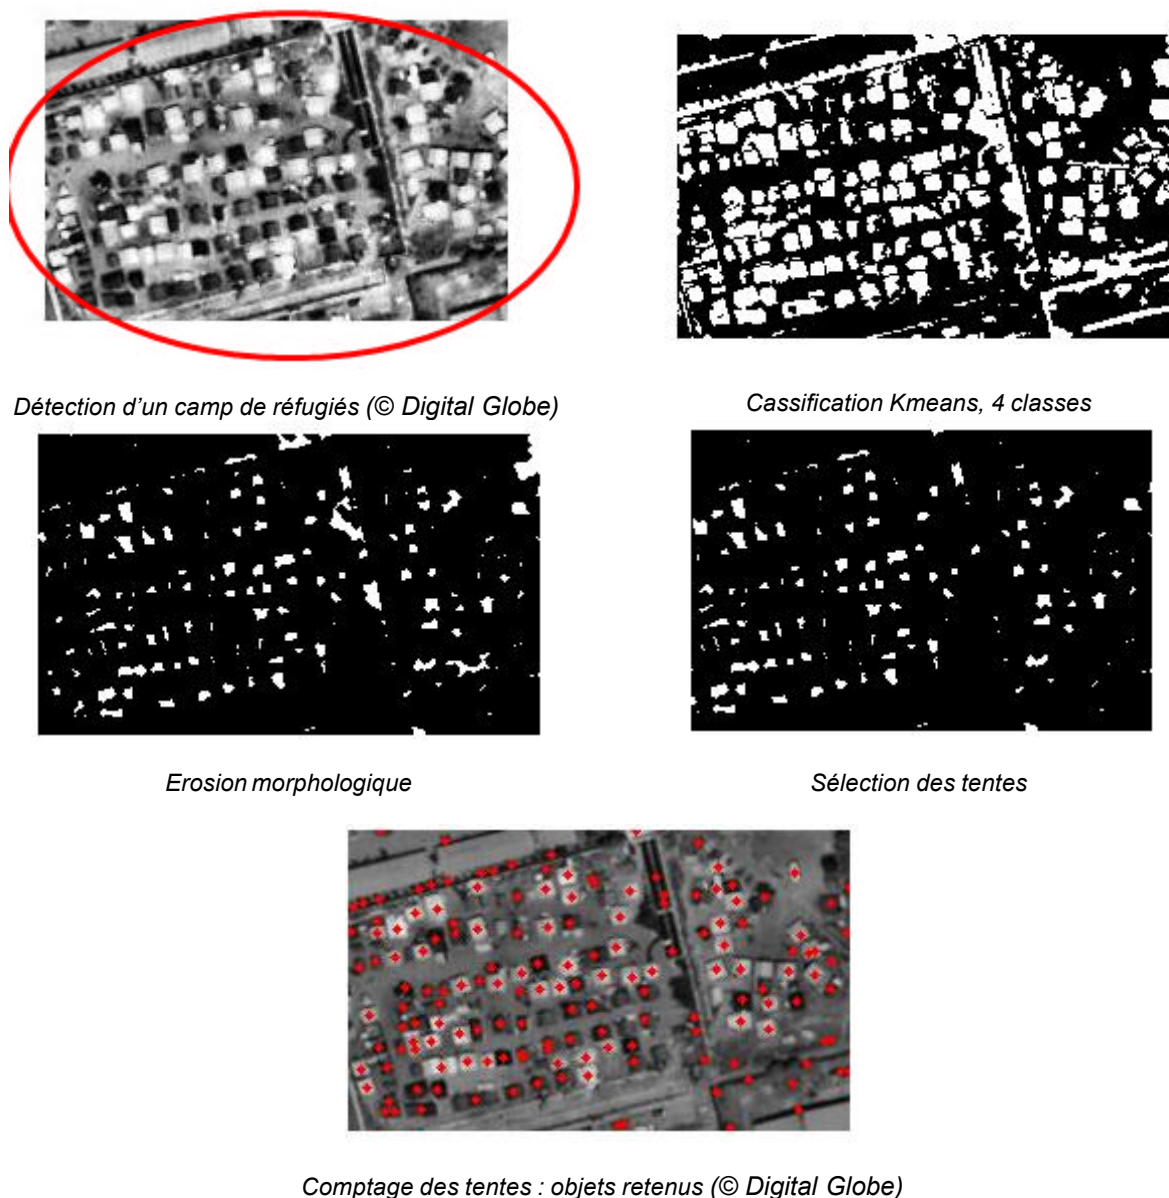 Détection d'un camp de réfugiés (© Digital Globe)
Cassification Kmeans, 4 classes
Erosion morphologique
Sélection des tentes
Comptage des tentes : objets retenus (© Digital Globe)